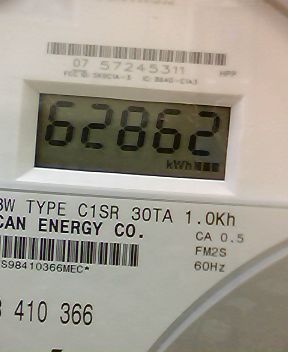 07 57245311
HPP
62862
kWh
3W TYPE C1SR 30TA 1.0Kh
CAN ENERGY CO.
CA 0.5
FM2S
60Hz
S98410366MEC*
410 366